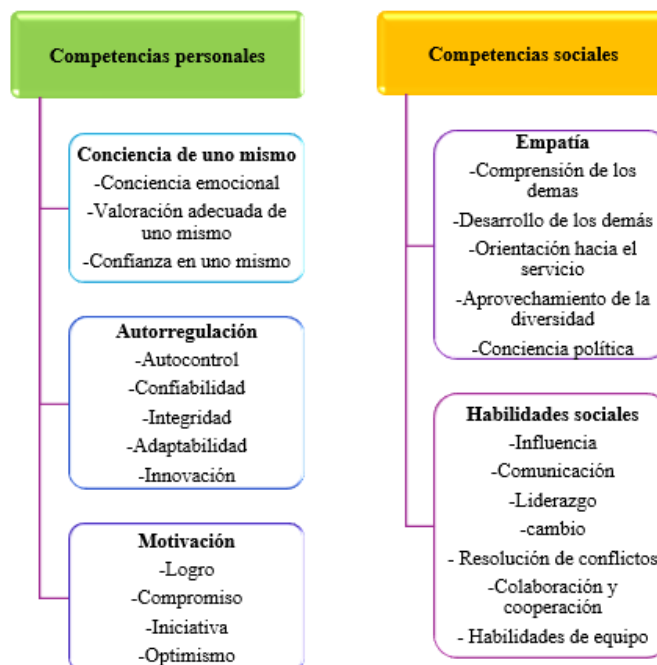 Competencias personales
Conciencia de uno mismo
-Conciencia emocional
-Valoración adecuada de
uno mismo
-Confianza en uno mismo
Autorregulación
-Autocontrol
-Confiabilidad
-Integridad
-Adaptabilidad
-Innovación
Motivación
-Logro
-Compromiso
-Iniciativa
-Optimismo
Competencias sociales
Empatía
-Comprensión de los
demas
-Desarrollo de los demás
-Orientación hacia el
servicio
-Aprovechamiento de la
diversidad
-Conciencia política
Habilidades sociales
-Influencia
-Comunicación
-Liderazgo
-cambio
- Resolución de conflictos
-Colaboración y
cooperación
- Habilidades de equipo